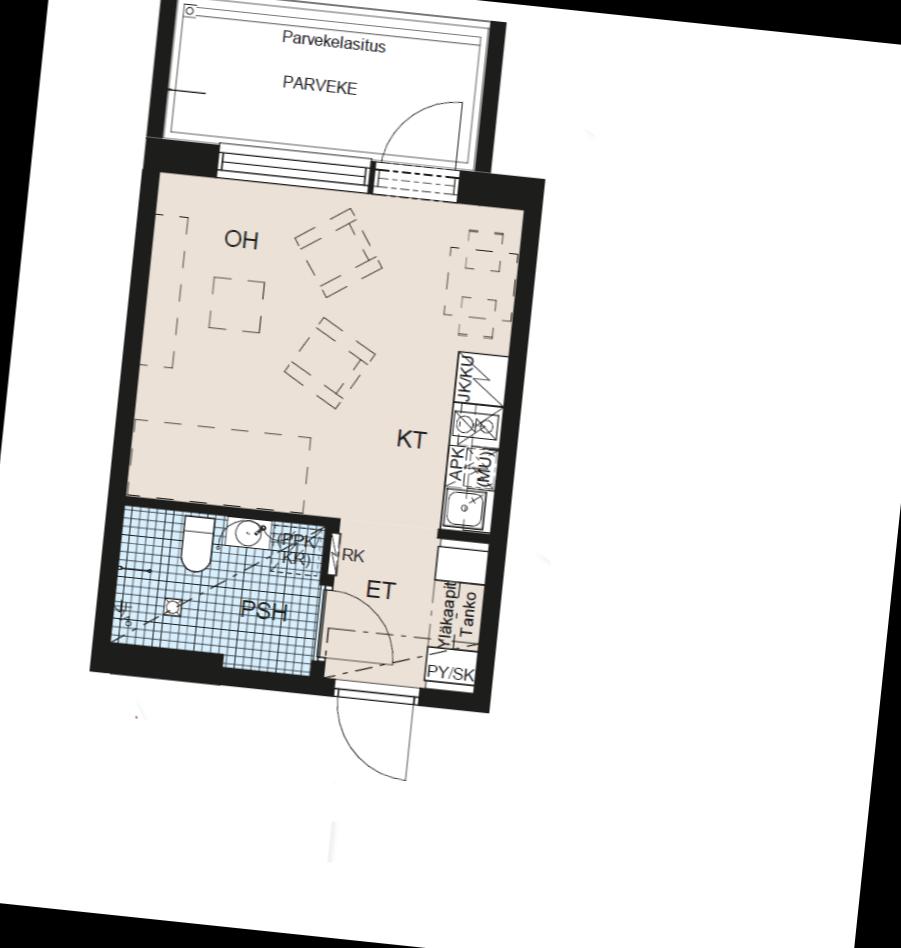 Parvekelasitus
PARVEKE
OH
JK/KU
KT
APK
(MU)
(PPK
KR)
RK
ET
PSH
Yläkaapit
Tanko
PY/SK